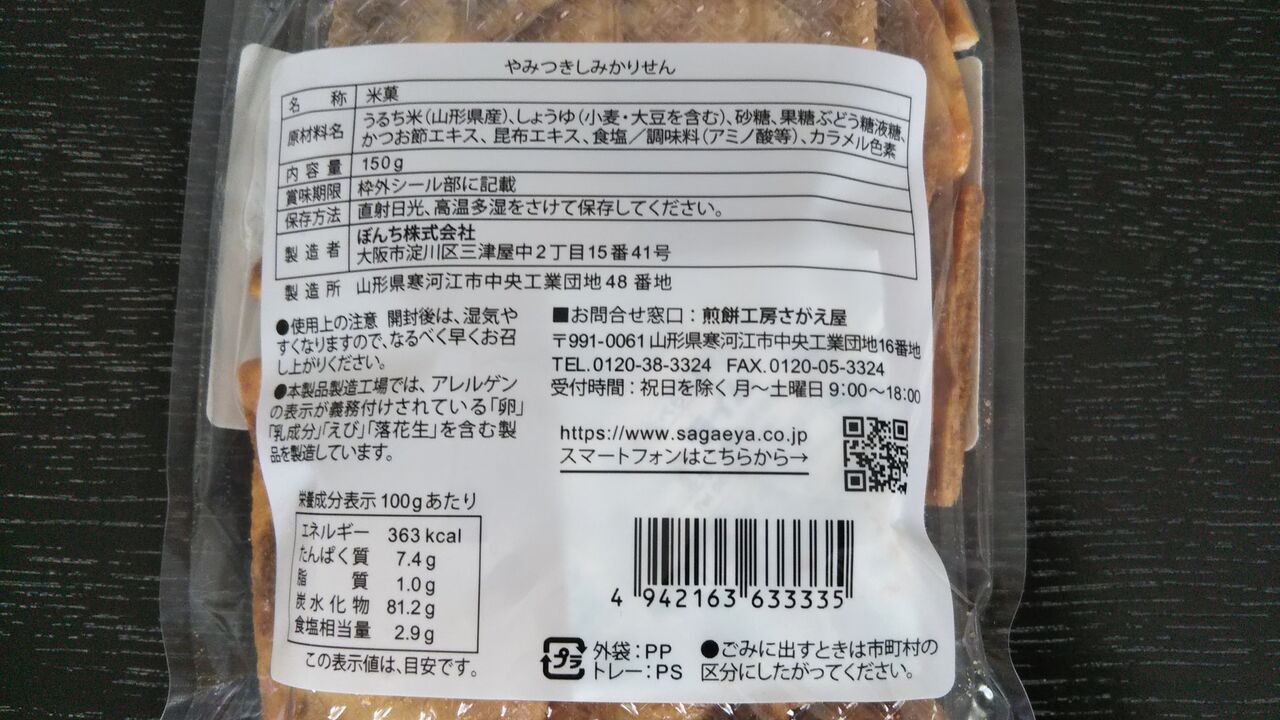 やみつきしみかりせん
名称 米菓
原材料名 うるち米(山形県産)、しょうゆ(小麦・大豆を含む)、砂糖、果糖ぶどう糖液糖、
かつお節エキス、昆布エキス、食塩/調味料(アミノ酸等)、カラメル色素
内容量 150g
賞味期限 枠外シール部に記載
保存方法 直射日光、高温多湿をさけて保存してください。
製造者 ぼんち株式会社
大阪市淀川区三津屋中2丁目15番41号
製造所 山形県寒河江市中央工業団地48番地
●使用上の注意 開封後は、湿気や
すくなりますので、なるべく早くお召
し上がりください。
●本製品製造工場では、アレルゲン
の表示が義務付けされている「卵」
「乳成分」「えび」「落花生」を含む製
品を製造しています。
■お問合せ窓口:煎餅工房さがえ屋
〒991-0061 山形県寒河江市中央工業団地16番地
TEL.0120-38-3324 FAX.0120-05-3324
受付時間:祝日を除く月〜土曜日 9:00〜18:00
https://www.sagaeya.co.jp
スマートフォンはこちらから→
栄養成分表示 100gあたり
エネルギー 363kcal
たんぱく質 7.4g
脂質 1.0g
炭水化物 81.2g
食塩相当量 2.9g
この表示値は、目安です。
4 942163 633335
プラ
外袋:PP
トレー:PS
●ごみに出すときは市町村の
区分にしたがってください。